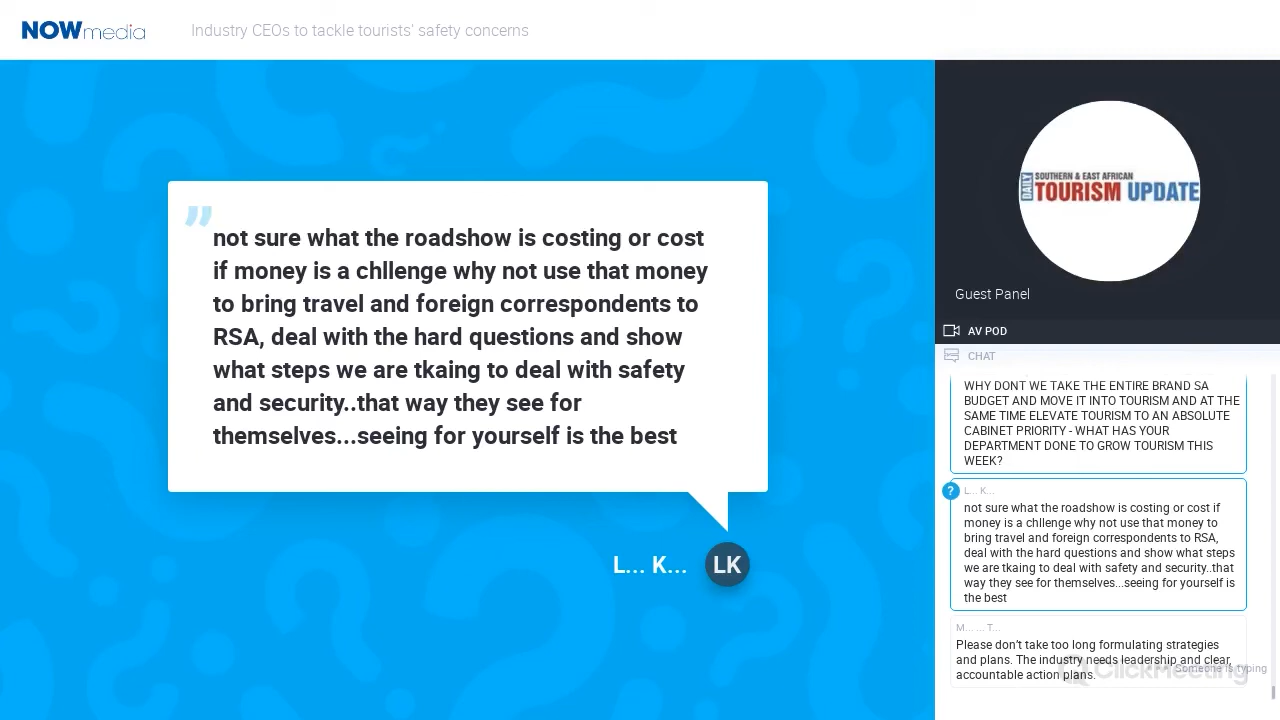 NOWmedia
Industry CEOs to tackle tourists' safety concerns
not sure what the roadshow is costing or cost
if money is a chllenge why not use that money
to bring travel and foreign correspondents to
RSA, deal with the hard questions and show
what steps we are tkaing to deal with safety
and security..that way they see for
themselves...seeing for yourself is the best
L... K...
LK
DAILY
SOUTHERN & EAST AFRICAN
TOURISM UPDATE
Guest Panel
AV POD
CHAT
WHY DONT WE TAKE THE ENTIRE BRAND SA
BUDGET AND MOVE IT INTO TOURISM AND AT THE
SAME TIME ELEVATE TOURISM TO AN ABSOLUTE
CABINET PRIORITY - WHAT HAS YOUR
DEPARTMENT DONE TO GROW TOURISM THIS
WEEK?
?
L... K...
not sure what the roadshow is costing or cost if
money is a chllenge why not use that money to
bring travel and foreign correspondents to RSA,
deal with the hard questions and show what steps
we are tkaing to deal with safety and security..that
way they see for themselves...seeing for yourself is
the best
M... ... T...
Please don't take too long formulating strategies
and plans. The industry needs leadership and clear,
accountable action plans.
Someone is typing
ClickMeeting